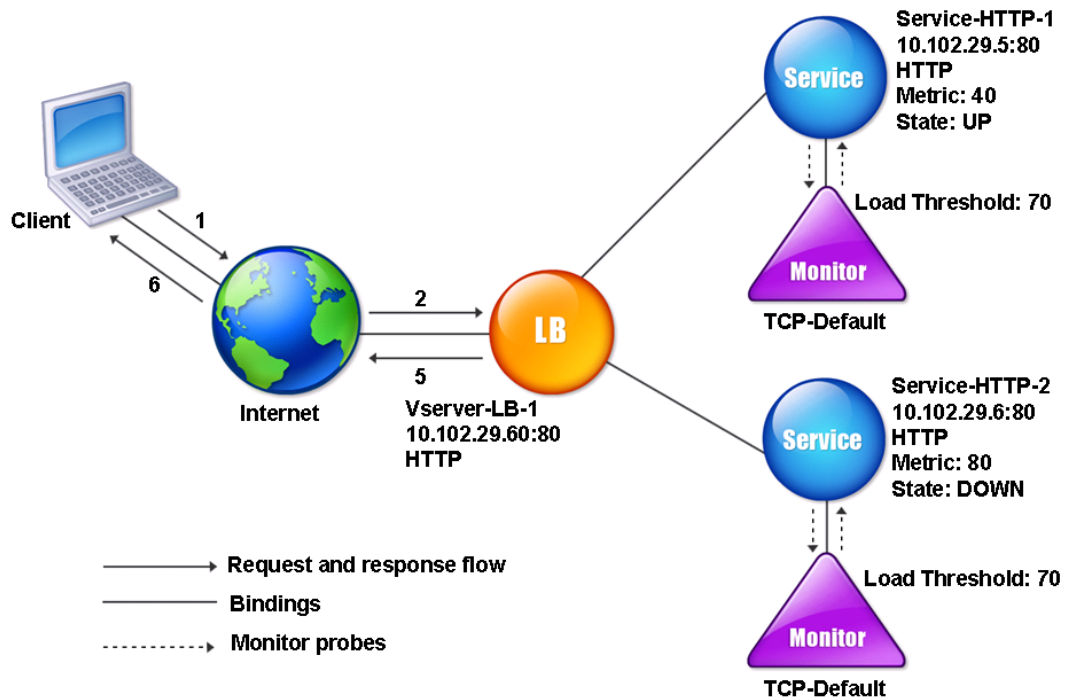 Service-HTTP-1
10.102.29.5:80
HTTP
Metric: 40
State: UP
Service
Load Threshold: 70
Monitor
TCP-Default
Client
1
6
Internet
2
5
LB
Vserver-LB-1
10.102.29.60:80
HTTP
Service-HTTP-2
10.102.29.6:80
HTTP
Metric: 80
State: DOWN
Service
Load Threshold: 70
Monitor
TCP-Default
Request and response flow
Bindings
Monitor probes